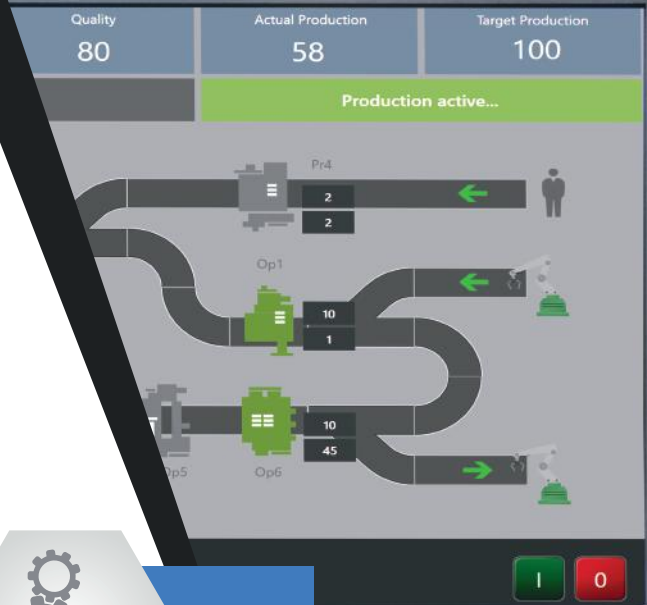 Quality
Actual Production
Target Production
80
58
100
Production active...
Pr4
2
2
Op1
10
1
10
45
Op5
Op6
I
0